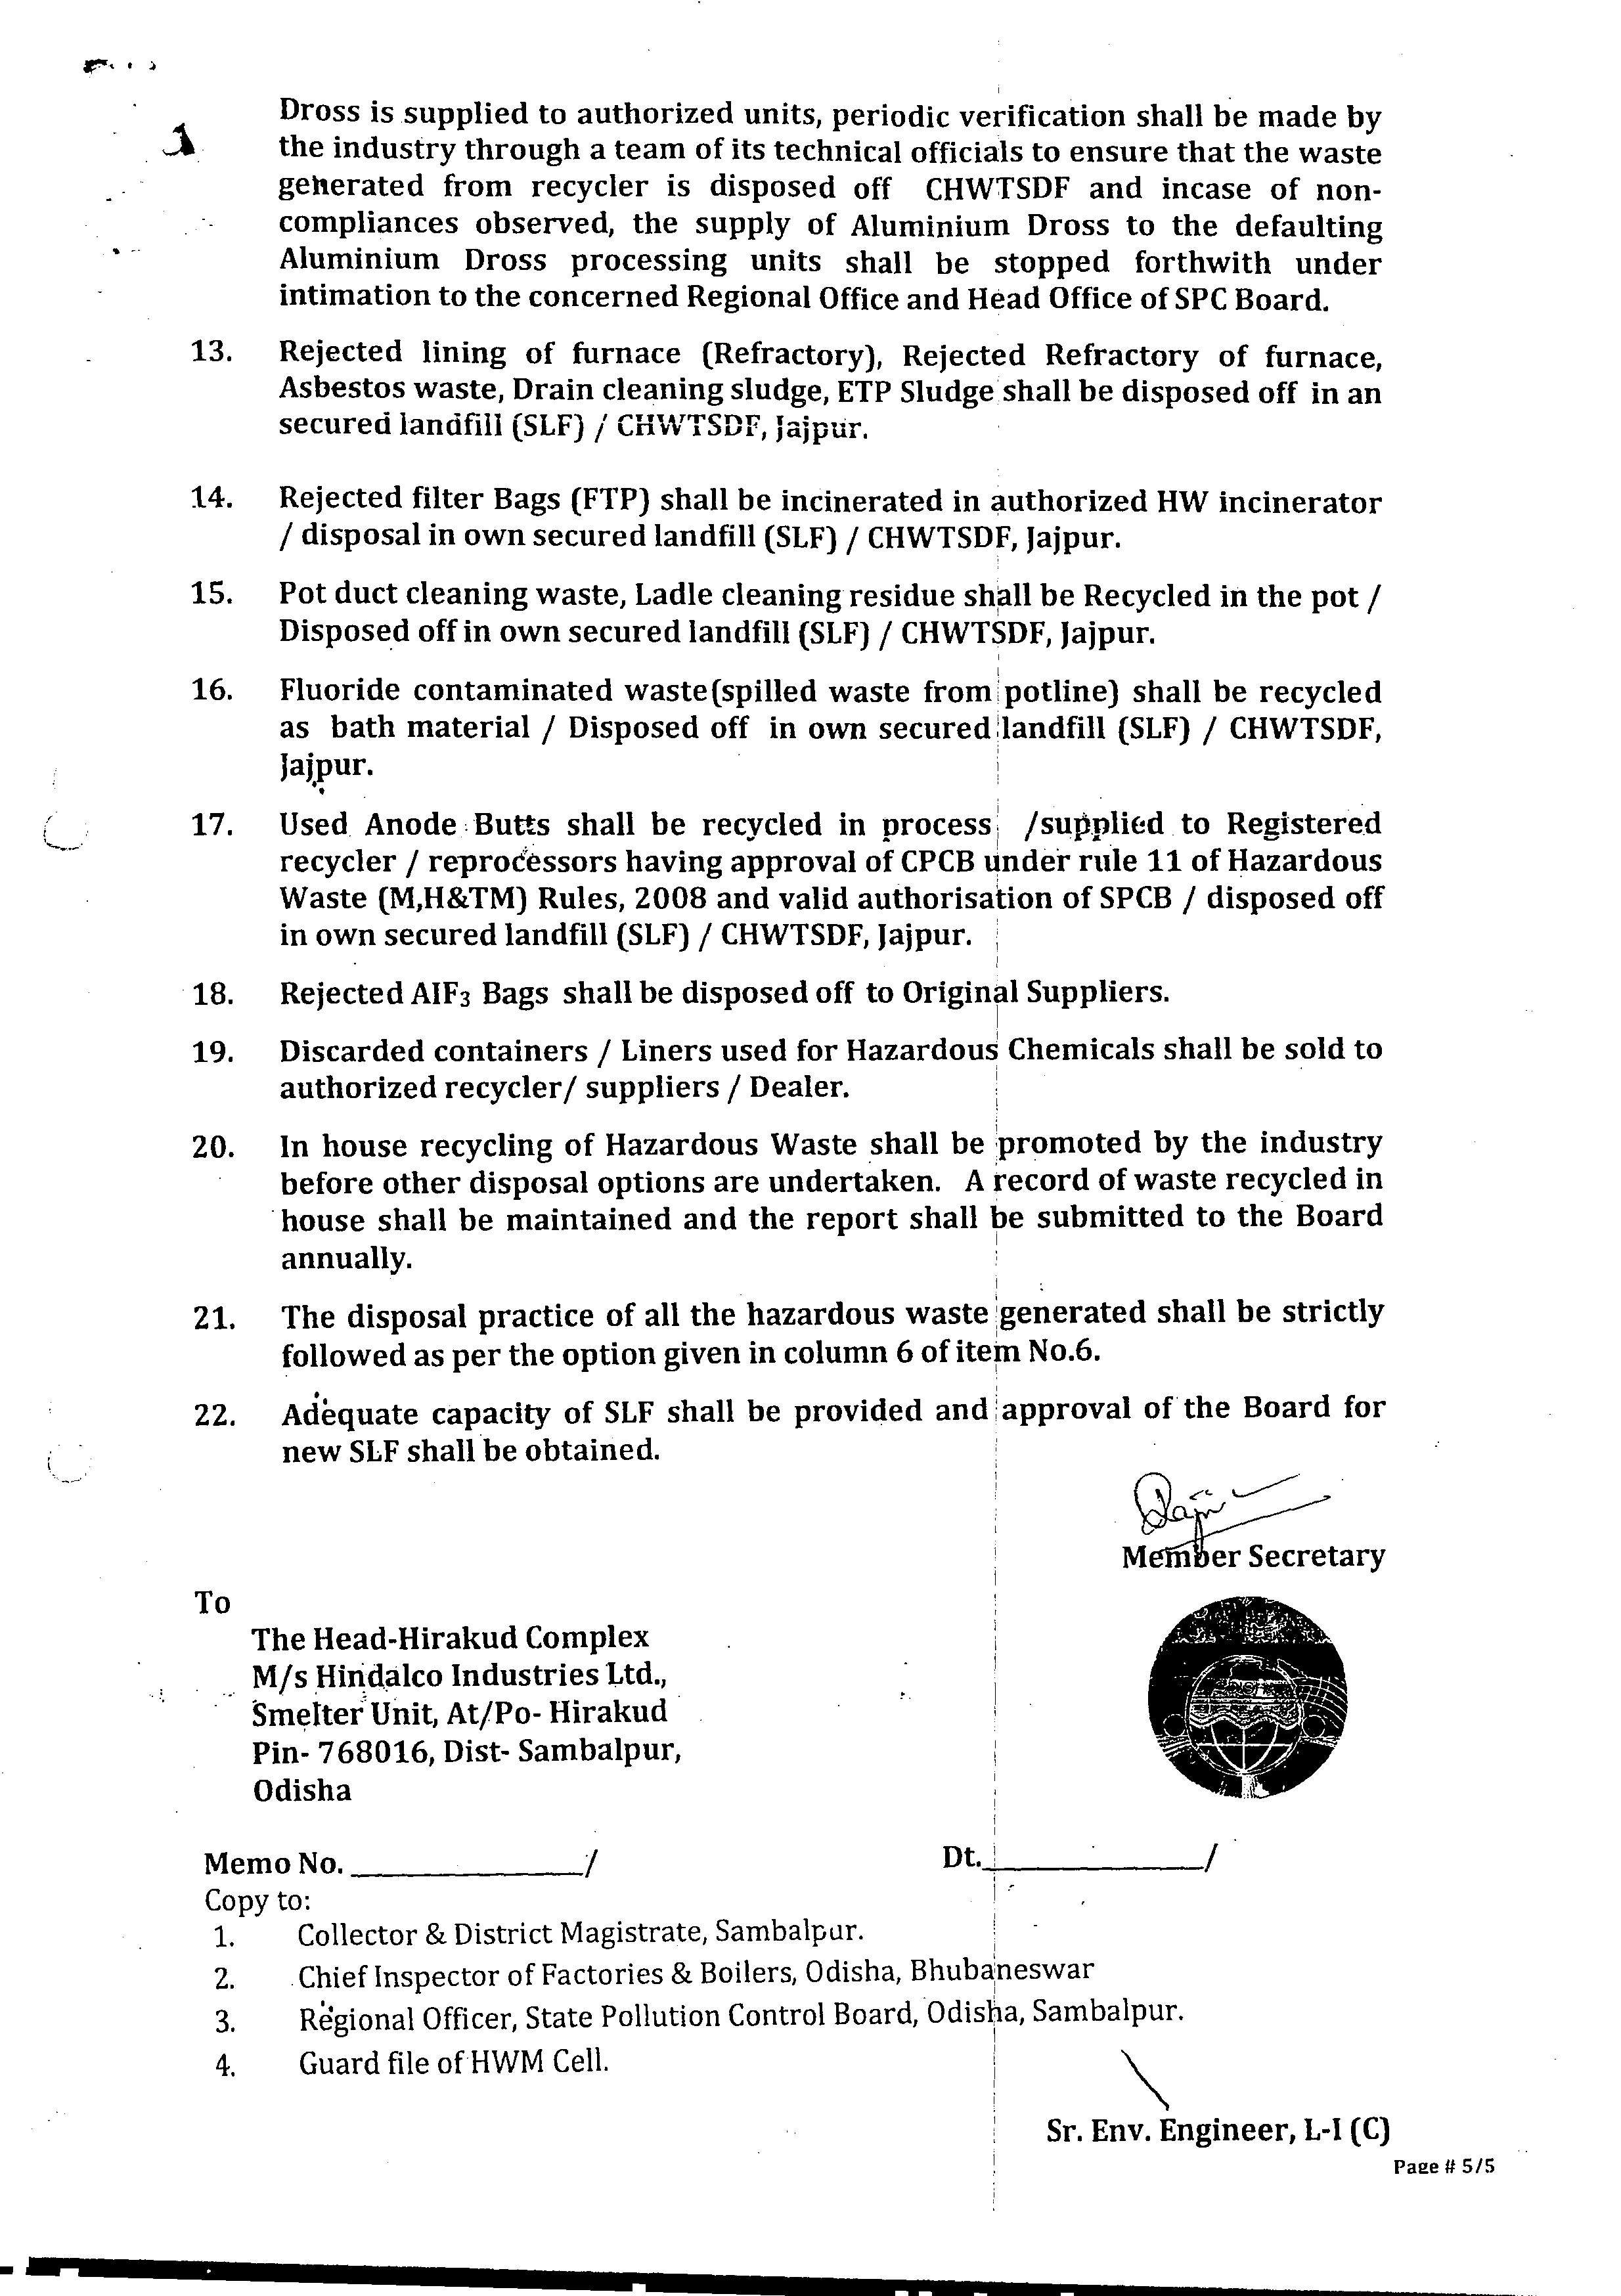 Dross is supplied to authorized units, periodic verification shall be made by
the industry through a team of its technical officials to ensure that the waste
generated from recycler is disposed off CHWTSDF and incase of non-
compliances observed, the supply of Aluminium Dross to the defaulting
Aluminium Dross processing units shall be stopped forthwith under
intimation to the concerned Regional Office and Head Office of SPC Board.
13. Rejected lining of furnace (Refractory), Rejected Refractory of furnace,
Asbestos waste, Drain cleaning sludge, ETP Sludge shall be disposed off in an
secured landfill (SLF) / CHWTSDF, Jajpur.
14. Rejected filter Bags (FTP) shall be incinerated in authorized HW incinerator
/ disposal in own secured landfill (SLF) / CHWTSDF, Jajpur.
15. Pot duct cleaning waste, Ladle cleaning residue shall be Recycled in the pot /
Disposed off in own secured landfill (SLF) / CHWTSDF, Jajpur.
16. Fluoride contaminated waste(spilled waste from potline) shall be recycled
as bath material / Disposed off in own secured landfill (SLF) / CHWTSDF,
Jajpur.
17. Used Anode Butts shall be recycled in process /supplied to Registered
recycler / reprocessors having approval of CPCB under rule 11 of Hazardous
Waste (M,H&TM) Rules, 2008 and valid authorisation of SPCB / disposed off
in own secured landfill (SLF) / CHWTSDF, Jajpur.
18. Rejected AIF₃ Bags shall be disposed off to Original Suppliers.
19. Discarded containers / Liners used for Hazardous Chemicals shall be sold to
authorized recycler/ suppliers / Dealer.
20. In house recycling of Hazardous Waste shall be promoted by the industry
before other disposal options are undertaken. A record of waste recycled in
house shall be maintained and the report shall be submitted to the Board
annually.
21. The disposal practice of all the hazardous waste generated shall be strictly
followed as per the option given in column 6 of item No.6.
22. Adequate capacity of SLF shall be provided and approval of the Board for
new SLF shall be obtained.
Member Secretary
To
The Head-Hirakud Complex
M/s Hindalco Industries Ltd.,
Smelter Unit, At/Po- Hirakud
Pin- 768016, Dist- Sambalpur,
Odisha
Memo No. ____________/ Dt.____________/
Copy to:
1. Collector & District Magistrate, Sambalpur.
2. Chief Inspector of Factories & Boilers, Odisha, Bhubaneswar
3. Regional Officer, State Pollution Control Board, Odisha, Sambalpur.
4. Guard file of HWM Cell.
Sr. Env. Engineer, L-I (C)
Page # 5/5